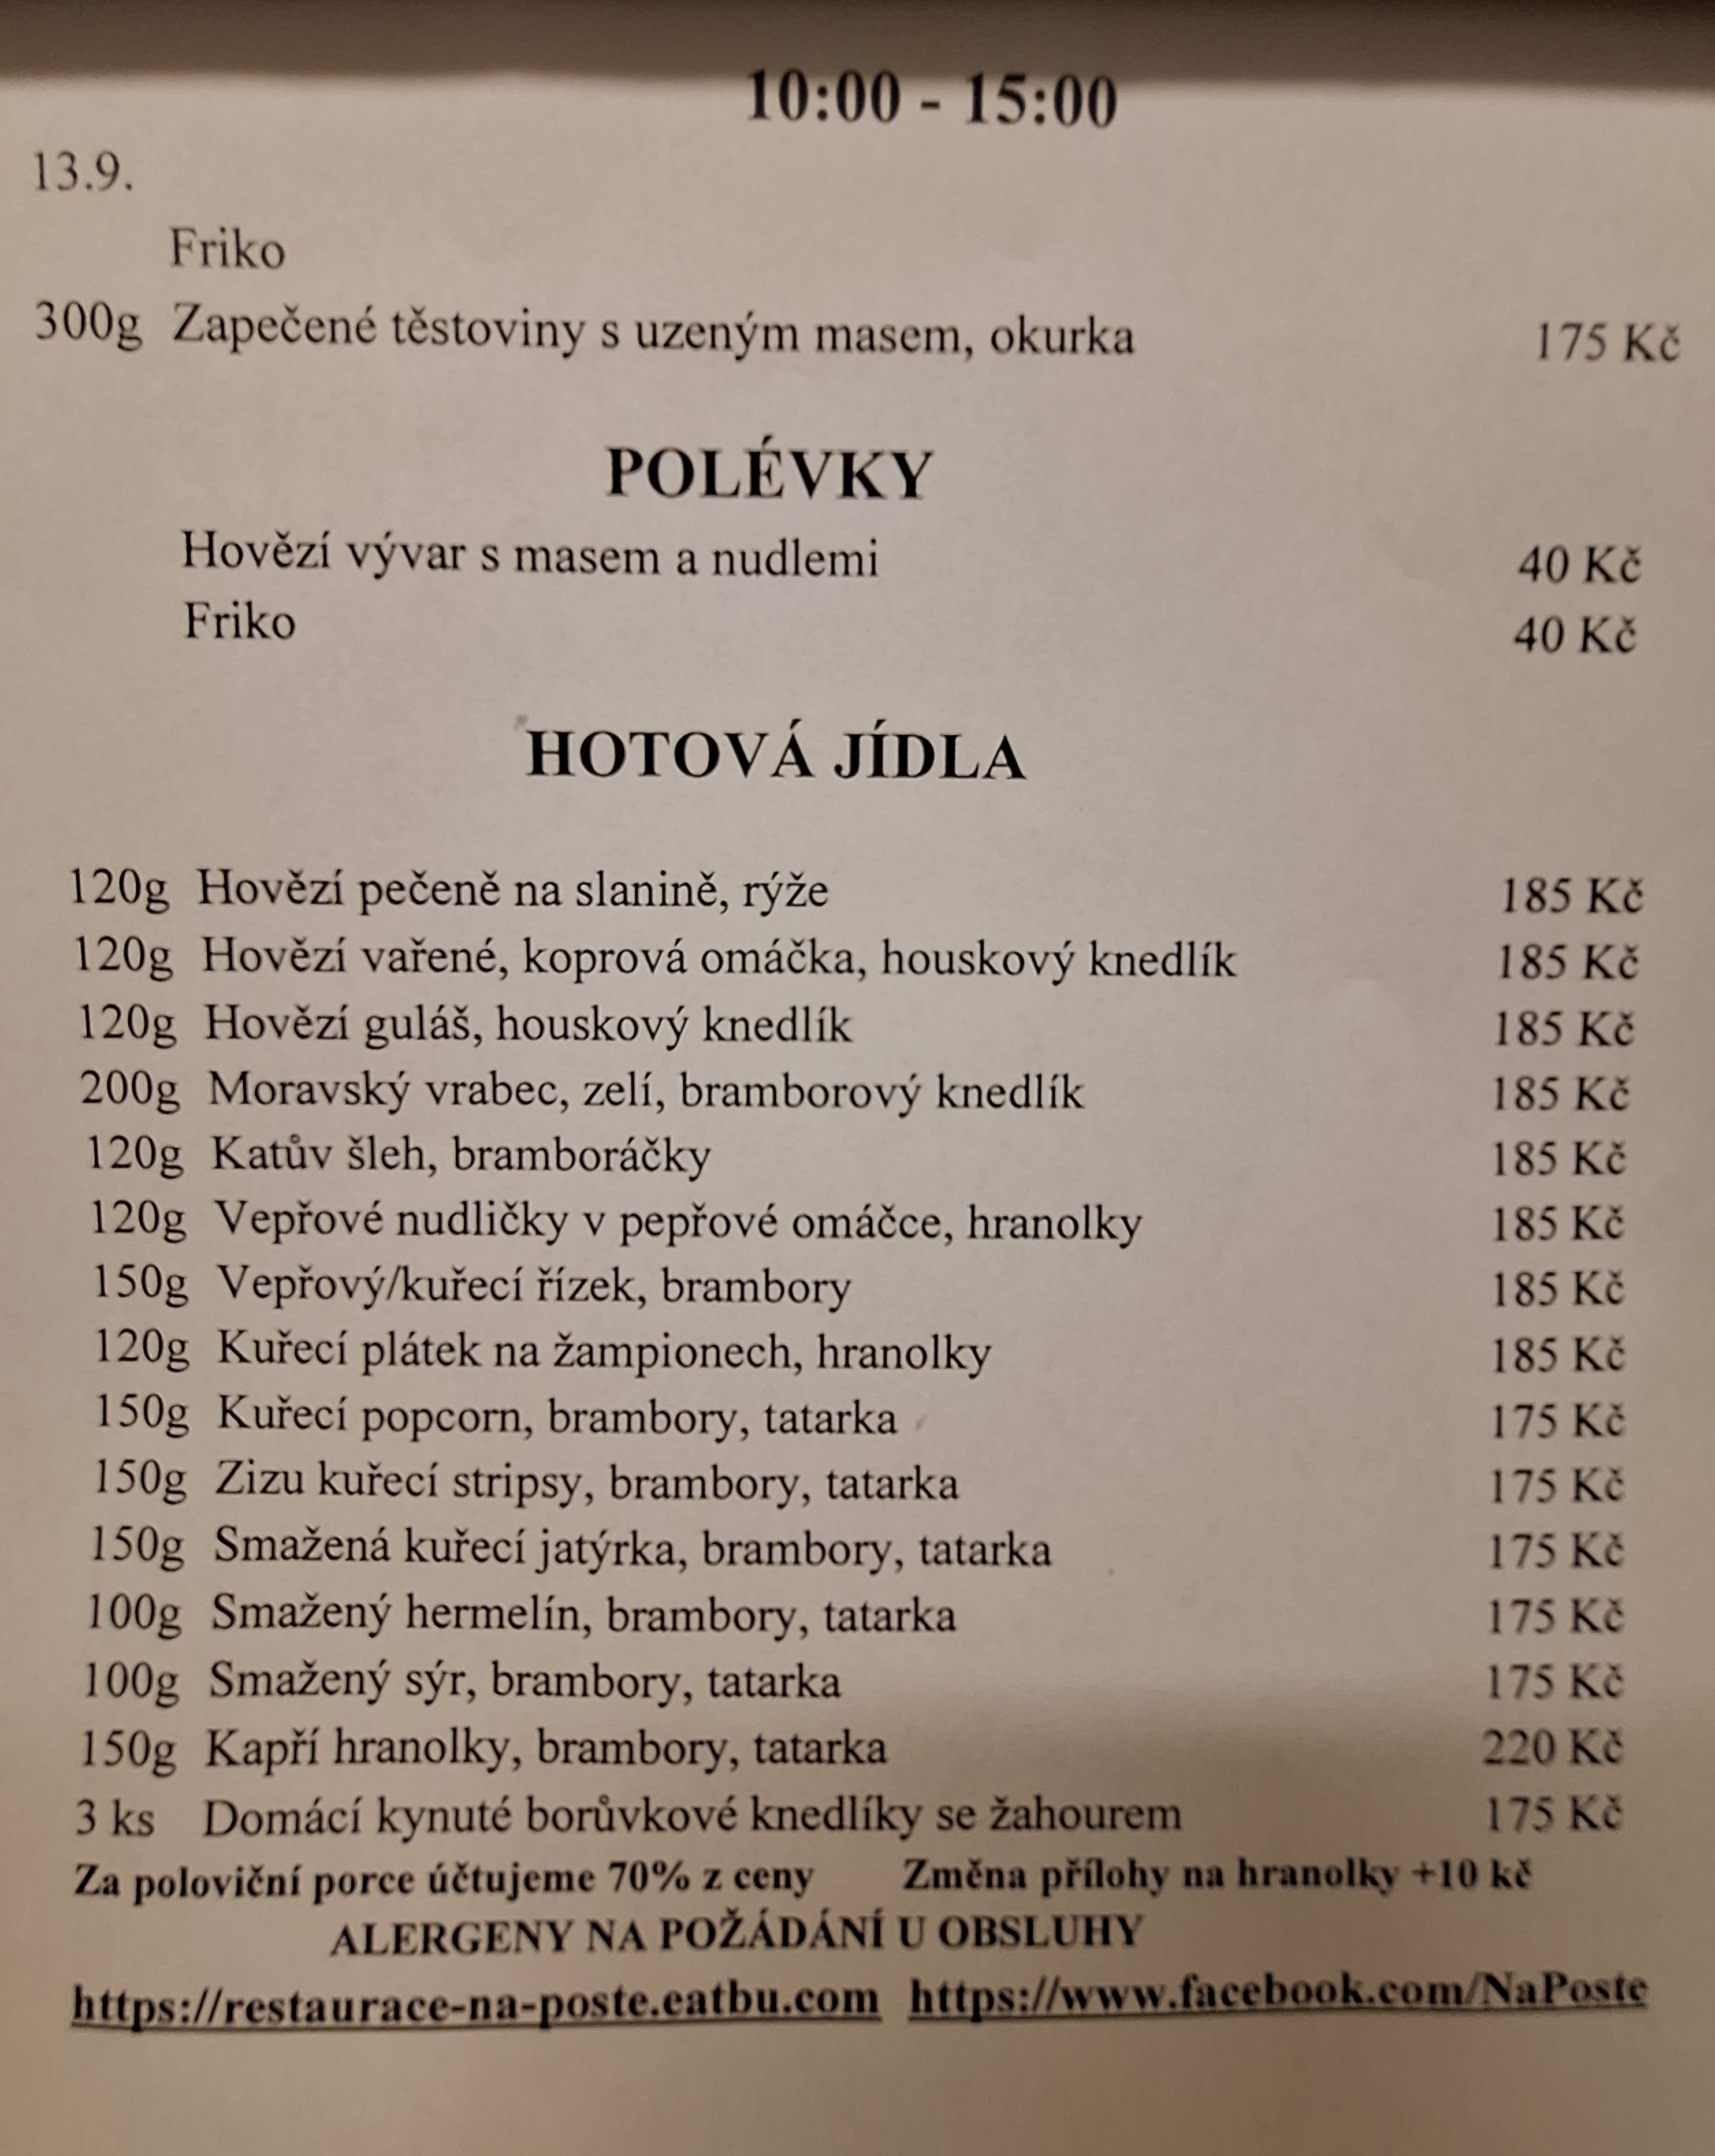 10:00 - 15:00
13.9.
Friko
300g Zapečené těstoviny s uzeným masem, okurka 175 Kč
POLÉVKY
Hovězí vývar s masem a nudlemi 40 Kč
Friko 40 Kč
HOTOVÁ JÍDLA
120g Hovězí pečeně na slanině, rýže 185 Kč
120g Hovězí vařené, koprová omáčka, houskový knedlík 185 Kč
120g Hovězí guláš, houskový knedlík 185 Kč
200g Moravský vrabec, zelí, bramborový knedlík 185 Kč
120g Katův šleh, bramboráčky 185 Kč
120g Vepřové nudličky v pepřové omáčce, hranolky 185 Kč
150g Vepřový/kuřecí řízek, brambory 185 Kč
120g Kuřecí plátek na žampionech, hranolky 185 Kč
150g Kuřecí popcorn, brambory, tatarka 175 Kč
150g Zizu kuřecí stripsy, brambory, tatarka 175 Kč
150g Smažená kuřecí jatýrka, brambory, tatarka 175 Kč
100g Smažený hermelín, brambory, tatarka 175 Kč
100g Smažený sýr, brambory, tatarka 175 Kč
150g Kapří hranolky, brambory, tatarka 220 Kč
3 ks Domácí kynuté borůvkové knedlíky se žahourem 175 Kč
Za poloviční porce účtujeme 70% z ceny Změna přílohy na hranolky +10 kč
ALERGENY NA POŽÁDÁNÍ U OBSLUHY
https://restaurace-na-poste.eatbu.com https://www.facebook.com/NaPoste